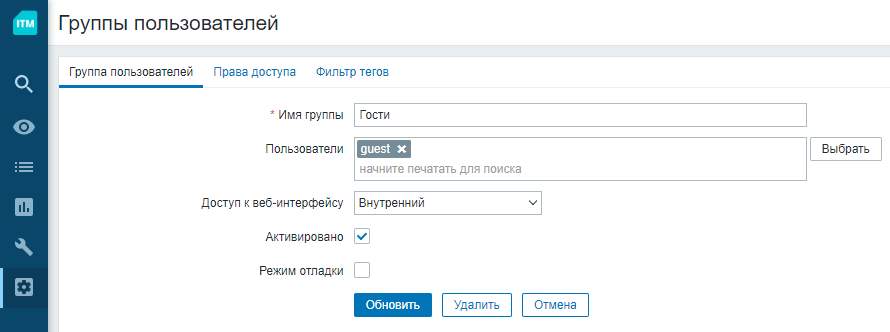 ITM
Группы пользователей
Группа пользователей Права доступа Фильтр тегов
* Имя группы Гости
Пользователи guest Выбрать
начните печатать для поиска
Доступ к веб-интерфейсу Внутренний
Активировано
Режим отладки
Обновить Удалить Отмена